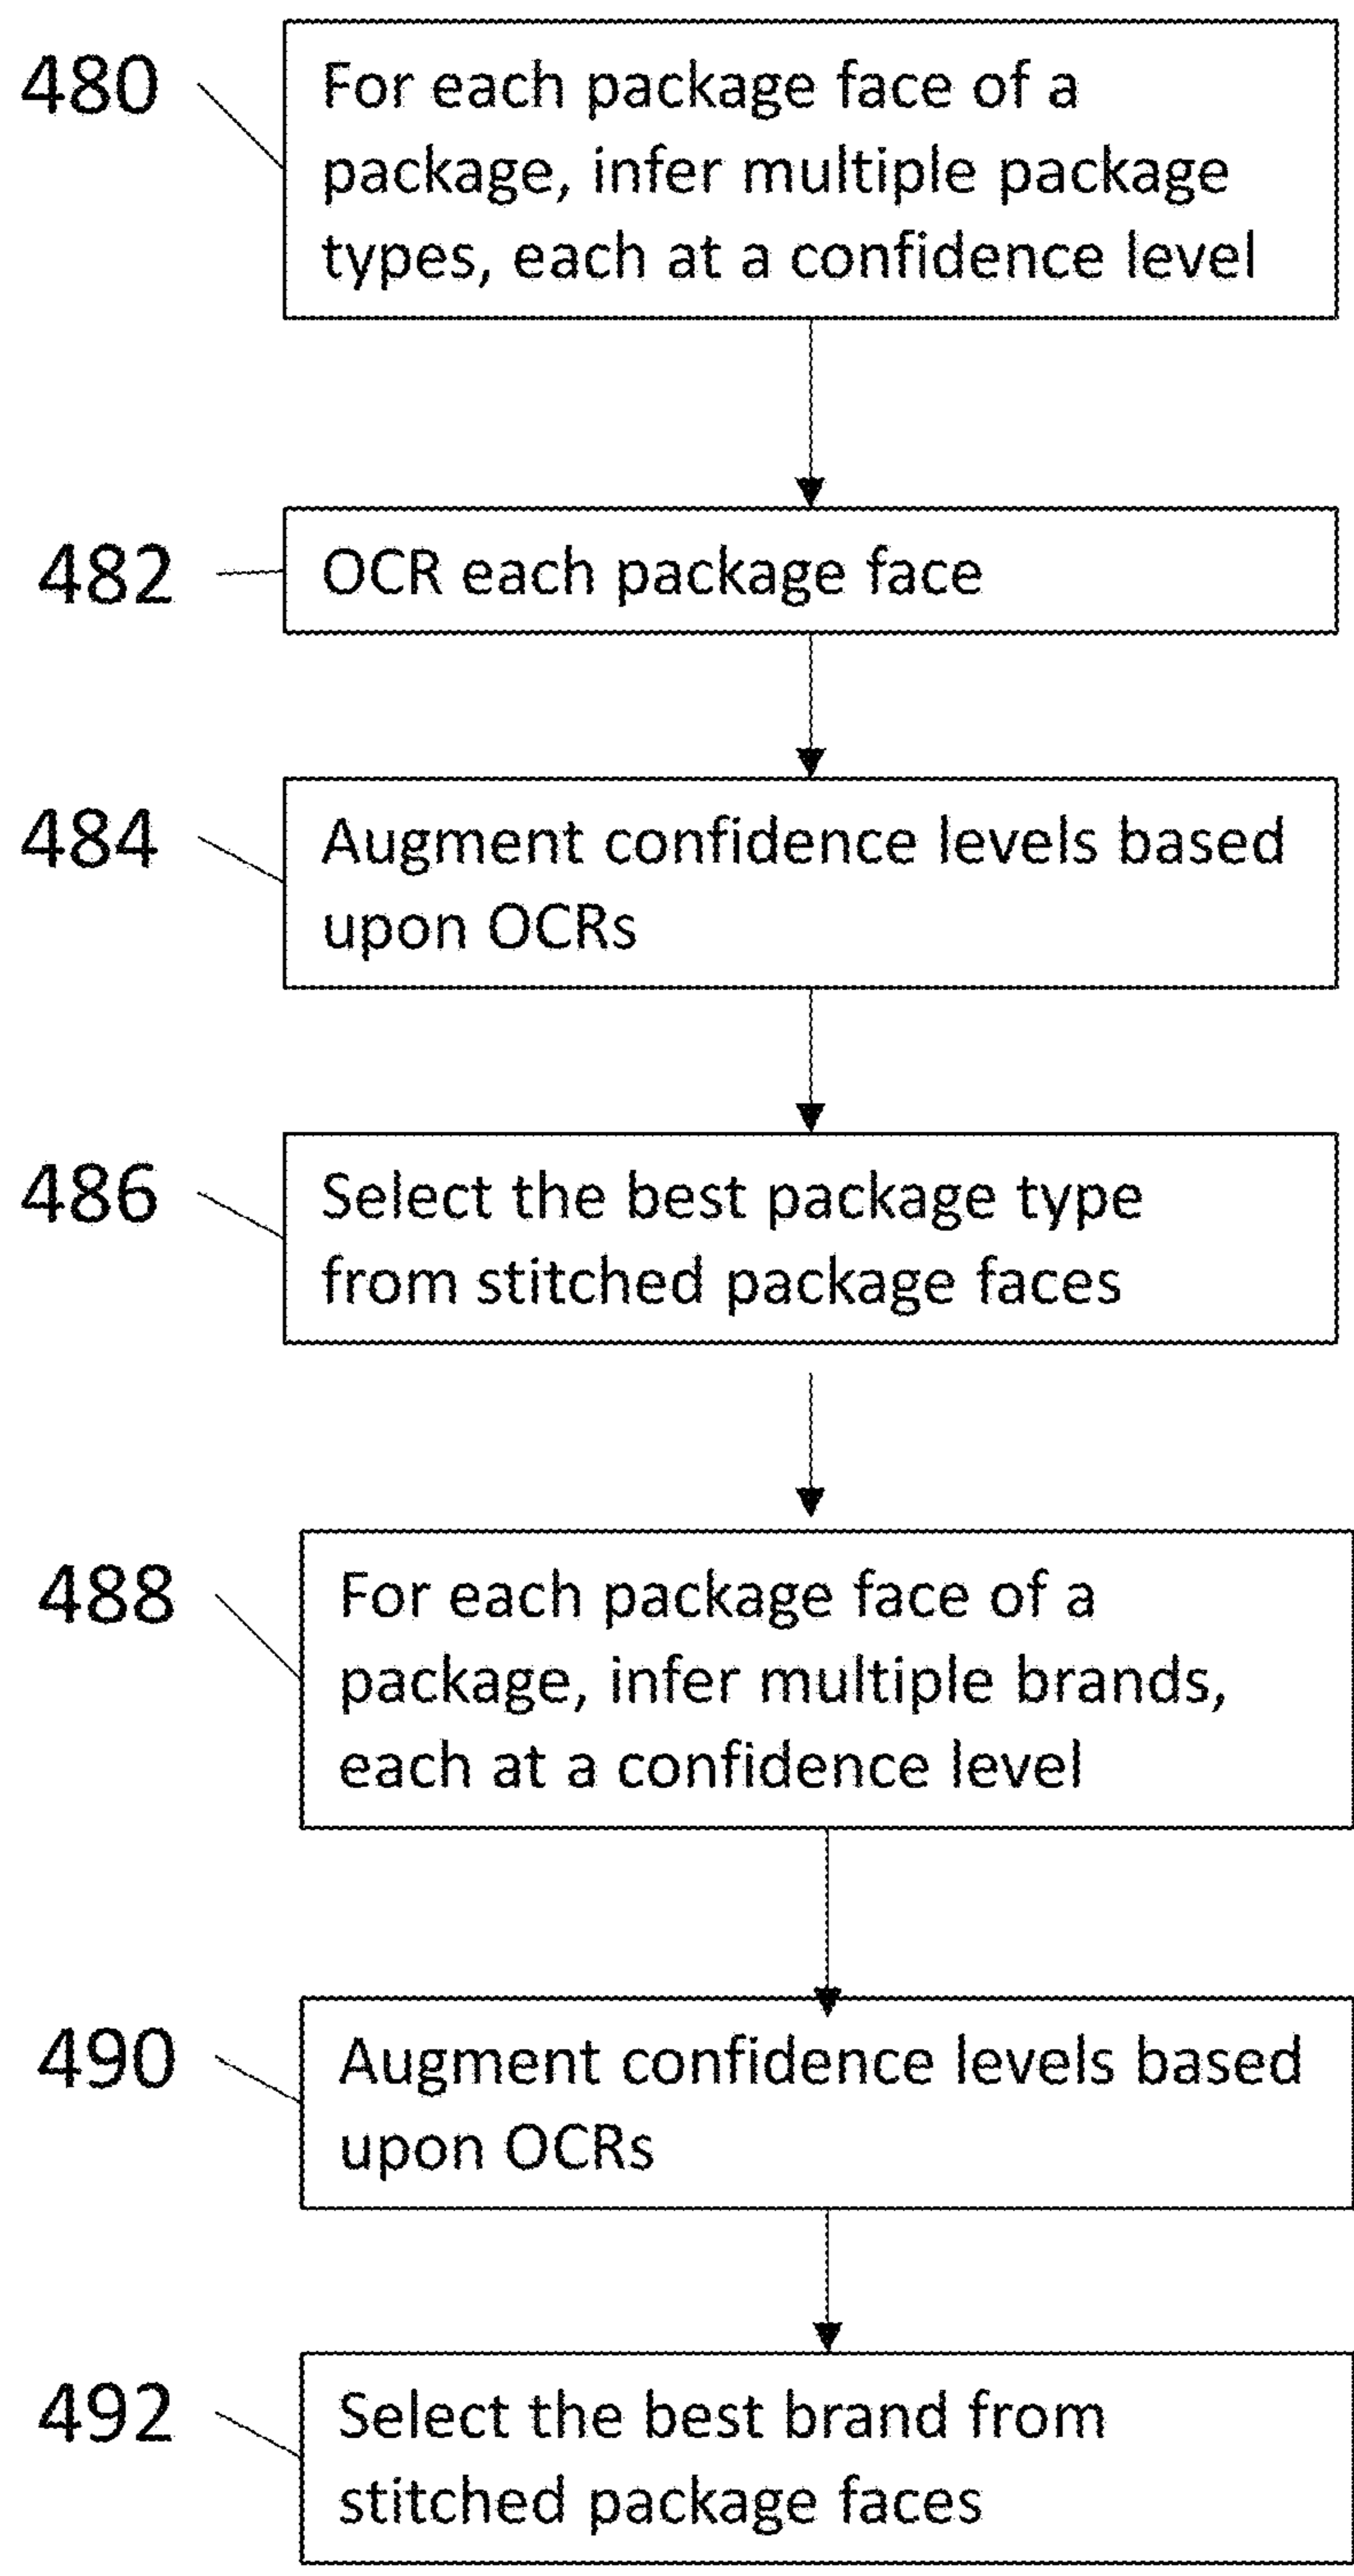 480
For each package face of a
package, infer multiple package
types, each at a confidence level
482
OCR each package face
484
Augment confidence levels based
upon OCRs
486
Select the best package type
from stitched package faces
488
For each package face of a
package, infer multiple brands,
each at a confidence level
490
Augment confidence levels based
upon OCRs
492
Select the best brand from
stitched package faces